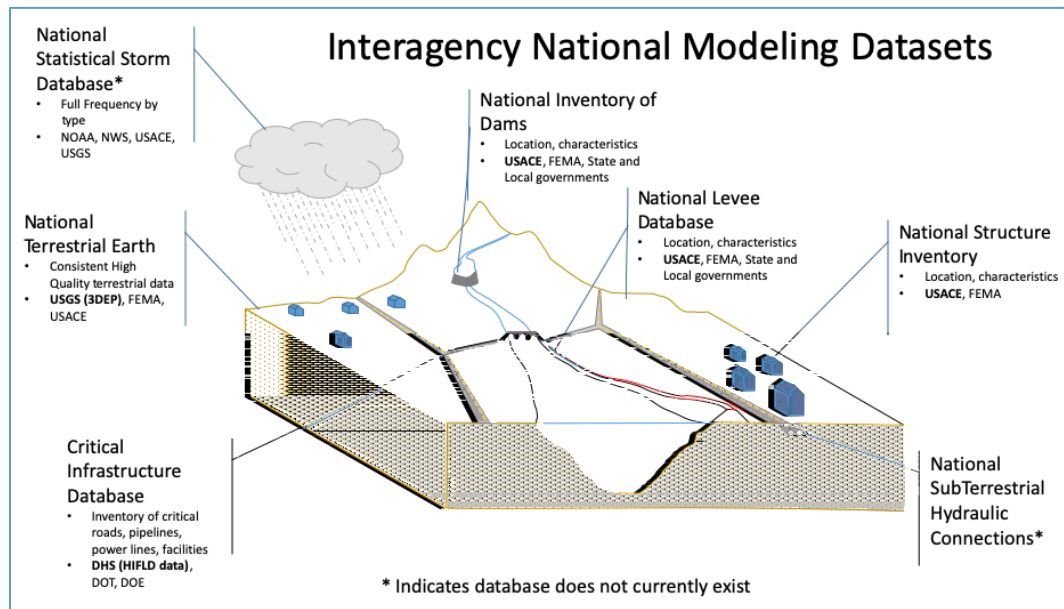 Interagency National Modeling Datasets
National
Statistical Storm
Database*
• Full Frequency by
type
• NOAA, NWS, USACE,
USGS
National Inventory of
Dams
• Location, characteristics
• USACE, FEMA, State and
Local governments
National Levee
Database
• Location, characteristics
• USACE, FEMA, State and
Local governments
National Structure
Inventory
• Location, characteristics
• USACE, FEMA
National
Terrestrial Earth
• Consistent High
Quality terrestrial data
• USGS (3DEP), FEMA,
USACE
Critical
Infrastructure
Database
• Inventory of critical
roads, pipelines,
power lines, facilities
• DHS (HIFLD data),
DOT, DOE
National
SubTerrestrial
Hydraulic
Connections*
* Indicates database does not currently exist